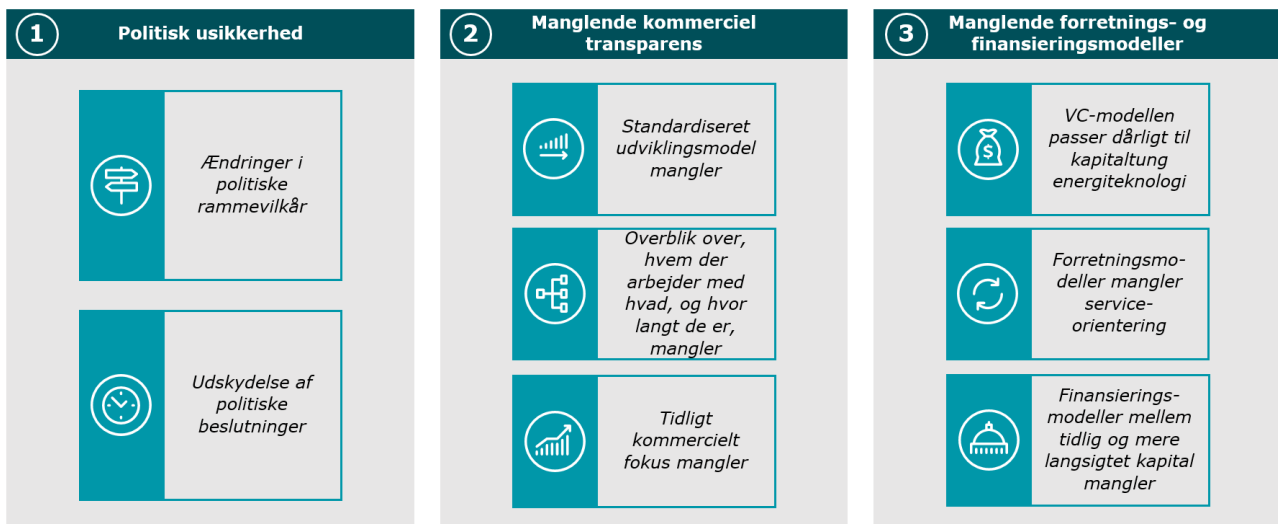 1
Politisk usikkerhed
Ændringer i
politiske
rammevilkår
Udskydelse af
politiske
beslutninger
2
Manglende kommerciel
transparens
Standardiseret
udviklingsmodel
mangler
Overblik over,
hvem der
arbejder med
hvad, og hvor
langt de er,
mangler
Tidligt
kommercielt
fokus mangler
3
Manglende forretnings- og
finansieringsmodeller
$
VC-modellen
passer dårligt til
kapitaltung
energiteknologi
Forretningsmo-
deller mangler
service-
orientering
Finansierings-
modeller mellem
tidlig og mere
langsigtet kapital
mangler